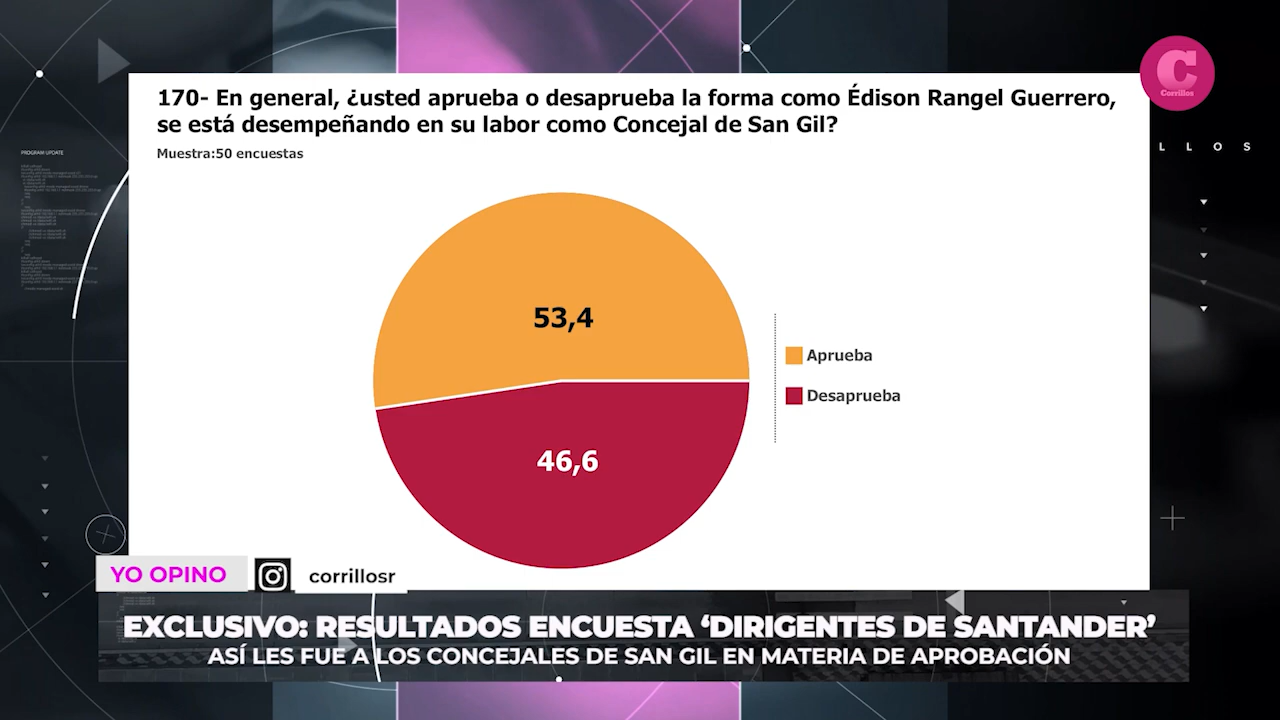 170- En general, ¿usted aprueba o desaprueba la forma como Édison Rangel Guerrero,
se está desempeñando en su labor como Concejal de San Gil?
Muestra:50 encuestas
C
Corrillos
LLOS
PROGRAM UPDATE
53,4
46,6
Aprueba
Desaprueba
YO OPINO
corrillosr
EXCLUSIVO: RESULTADOS ENCUESTA ‘DIRIGENTES DE SANTANDER’
ASÍ LES FUE A LOS CONCEJALES DE SAN GIL EN MATERIA DE APROBACIÓN